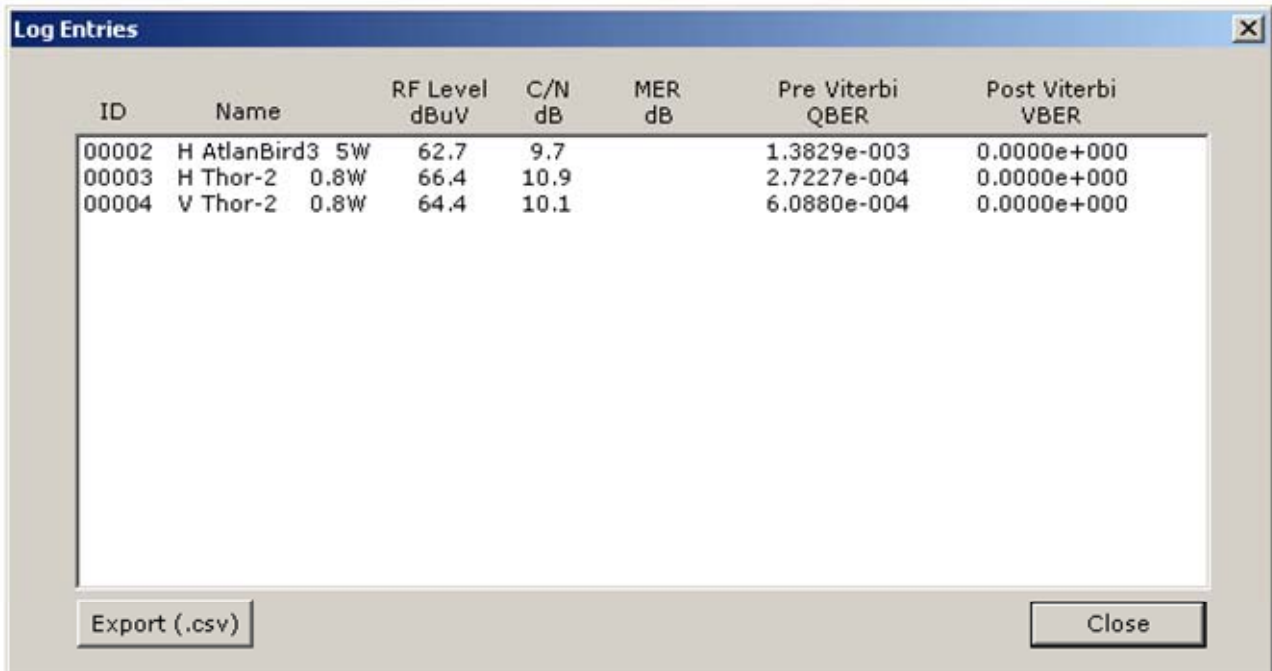 Log Entries
ID Name RF Level dBuV C/N dB MER dB Pre Viterbi QBER Post Viterbi VBER
00002 H AtlanBird3 5W 62.7 9.7 1.3829e-003 0.0000e+000
00003 H Thor-2 0.8W 66.4 10.9 2.7227e-004 0.0000e+000
00004 V Thor-2 0.8W 64.4 10.1 6.0880e-004 0.0000e+000
Export (.csv) Close